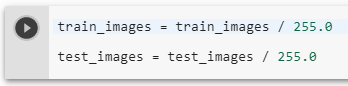 train_images = train_images / 255.0
test_images = test_images / 255.0